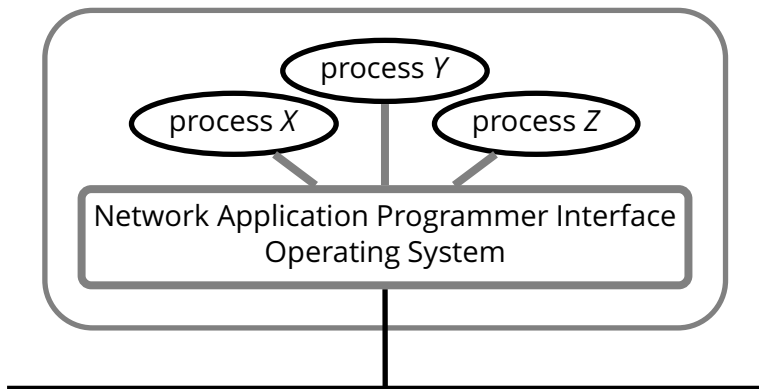 process Y
process X
process Z
Network Application Programmer Interface
Operating System